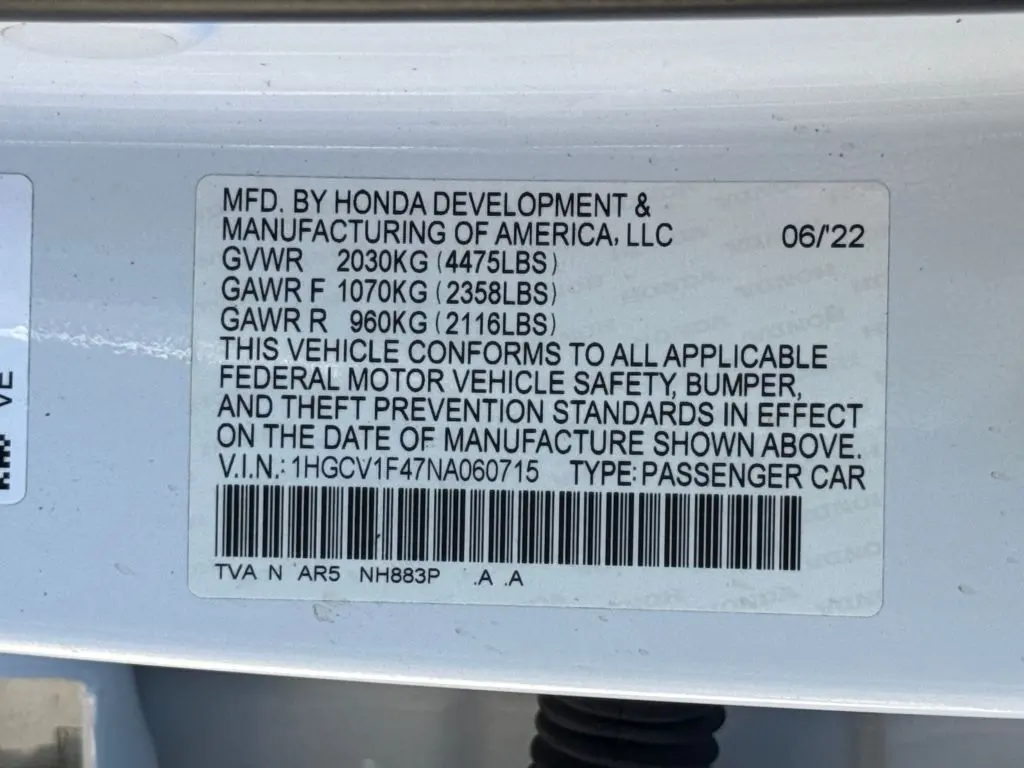 MFD. BY HONDA DEVELOPMENT &
MANUFACTURING OF AMERICA, LLC 06/'22
GVWR 2030KG (4475LBS)
GAWR F 1070KG (2358LBS)
GAWR R 960KG (2116LBS)
THIS VEHICLE CONFORMS TO ALL APPLICABLE
FEDERAL MOTOR VEHICLE SAFETY, BUMPER,
AND THEFT PREVENTION STANDARDS IN EFFECT
ON THE DATE OF MANUFACTURE SHOWN ABOVE.
V.I.N.: 1HGCV1F47NA060715 TYPE: PASSENGER CAR
TVA N AR5 NH883P .A .A
VE